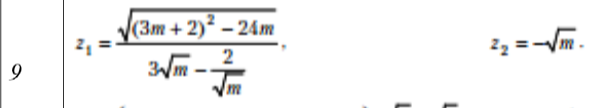 9 z₁ = √((3m + 2)² − 24m) / (3√m − 2/√m), z₂ = −√m.